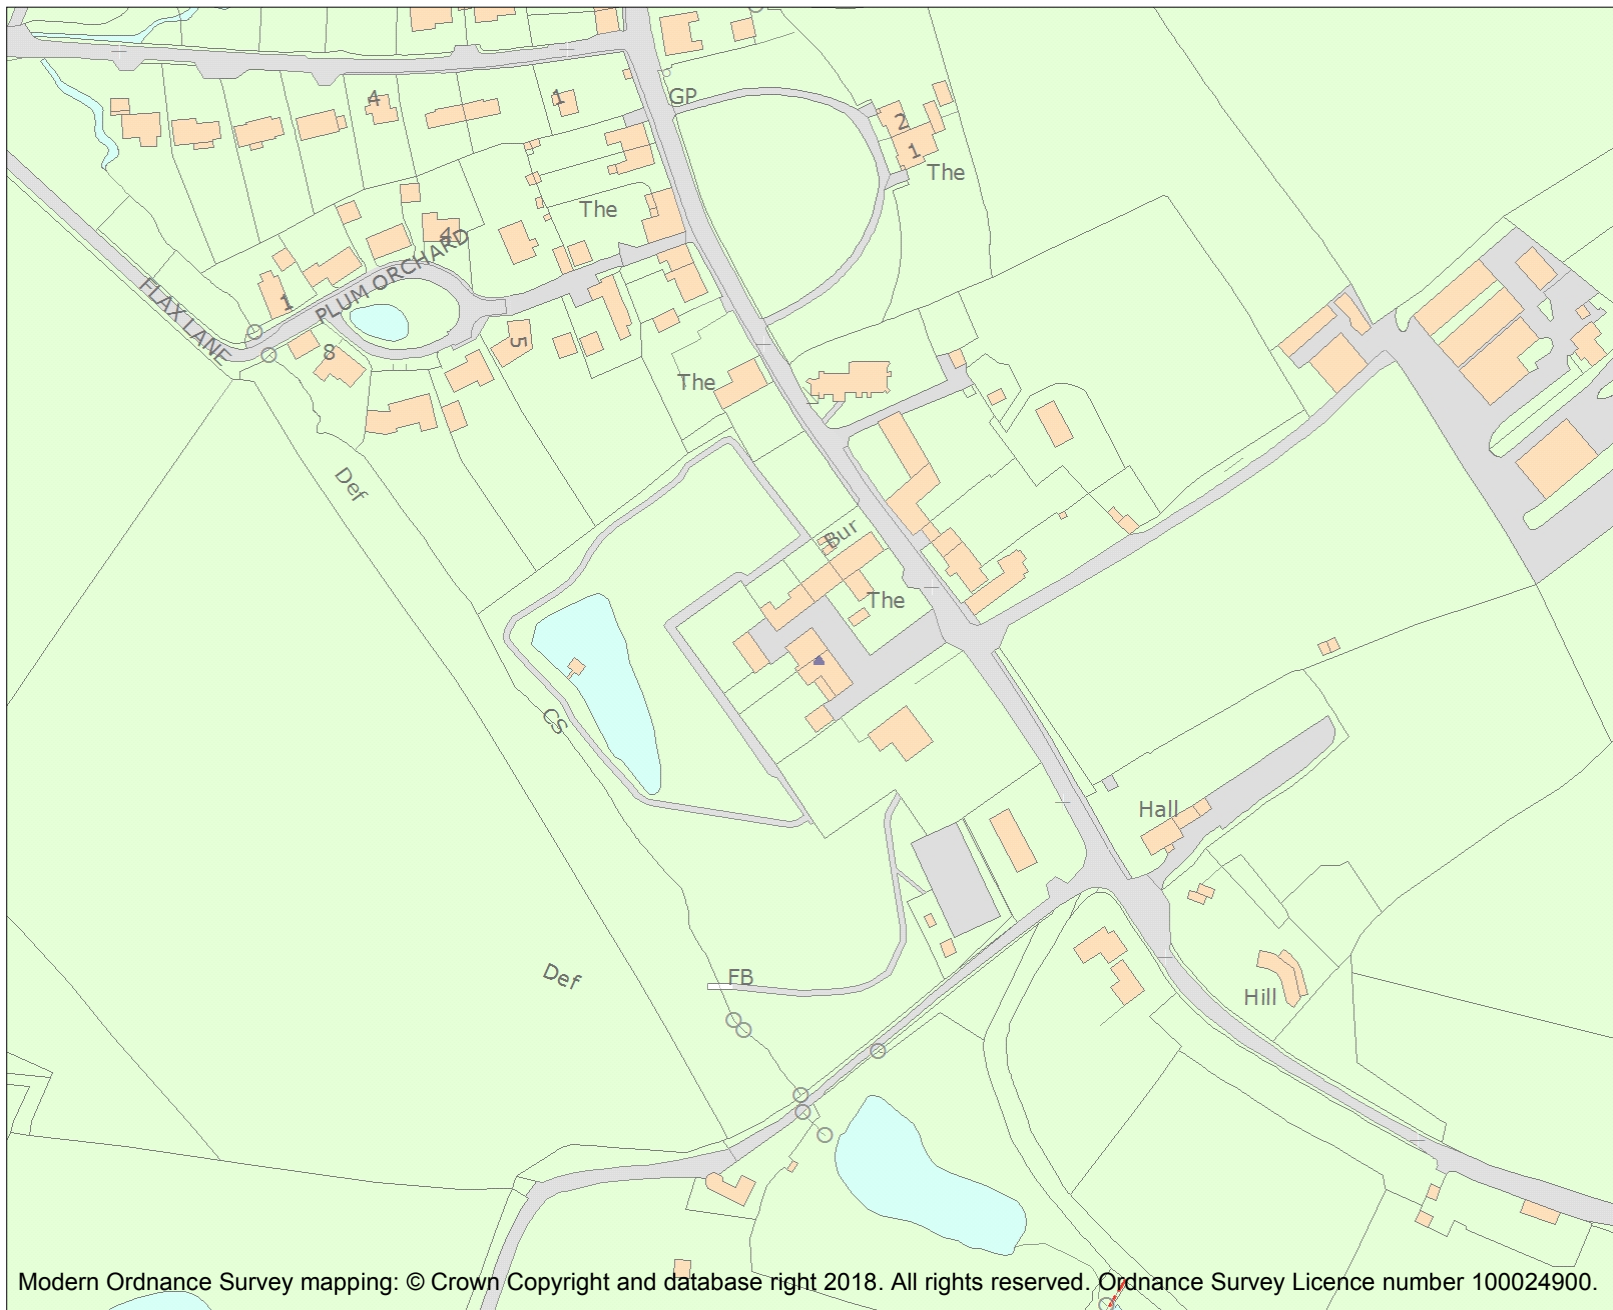 GP
4
1
2
1
The
The
4
PLUM ORCHARD
1
FLAX LANE
8
5
The
Def
Bur
The
CS
Hall
FB
Def
Hill
Modern Ordnance Survey mapping: © Crown Copyright and database right 2018. All rights reserved. Ordnance Survey Licence number 100024900.